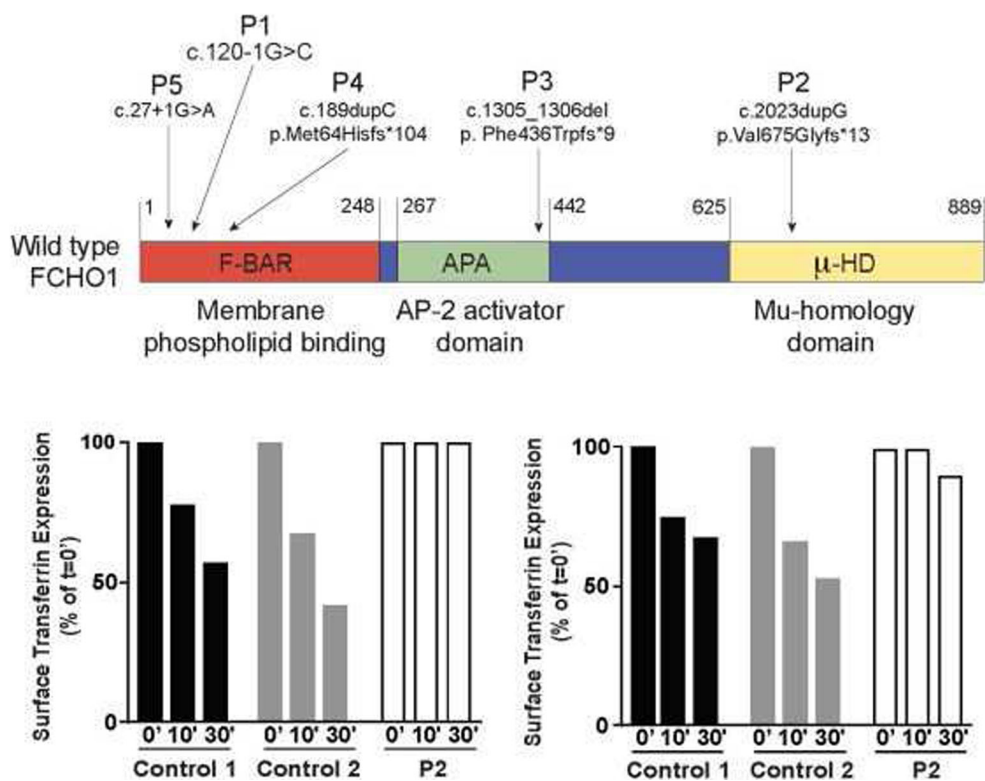 P1
c.120-1G>C
P5
c.27+1G>A
P4
c.189dupC
p.Met64Hisfs*104
P3
c.1305_1306del
p. Phe436Trpfs*9
P2
c.2023dupG
p.Val675Glyfs*13
1 248 267 442 625 889
Wild type
FCHO1
F-BAR APA μ-HD
Membrane
phospholipid binding
AP-2 activator
domain
Mu-homology
domain
Surface Transferrin Expression
(% of t=0')
100
50
0
0' 10' 30' 0' 10' 30' 0' 10' 30'
Control 1 Control 2 P2
Surface Transferrin Expression
(% of t=0')
100
50
0
0' 10' 30' 0' 10' 30' 0' 10' 30'
Control 1 Control 2 P2